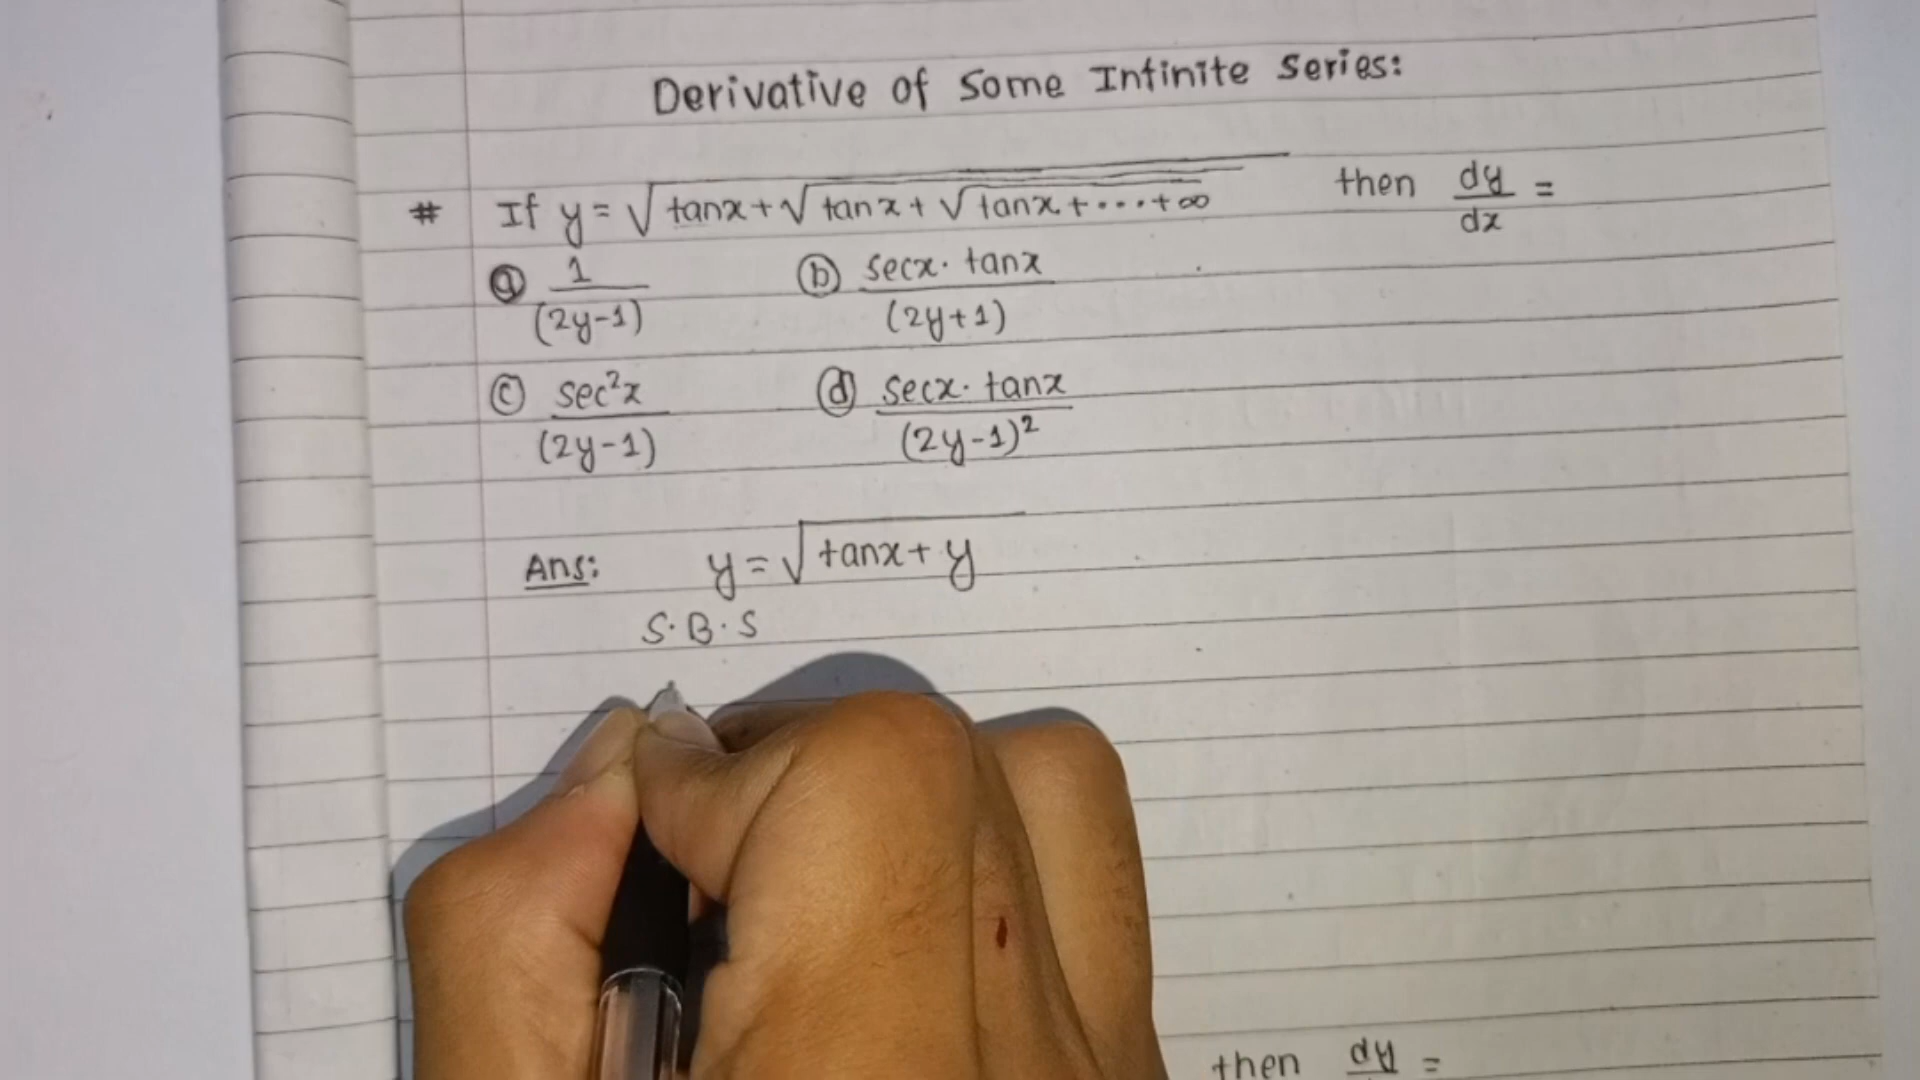 Derivative of Some Infinite Series:
# If y = √(tanx + √(tanx + √(tanx + ... + ∞ then dy/dx =
ⓐ 1/(2y-1) ⓑ secx· tanx/(2y+1)
ⓒ sec²x/(2y-1) ⓓ secx· tanx/(2y-1)²
Ans: y = √(tanx + y)
S·B·S
then dy =